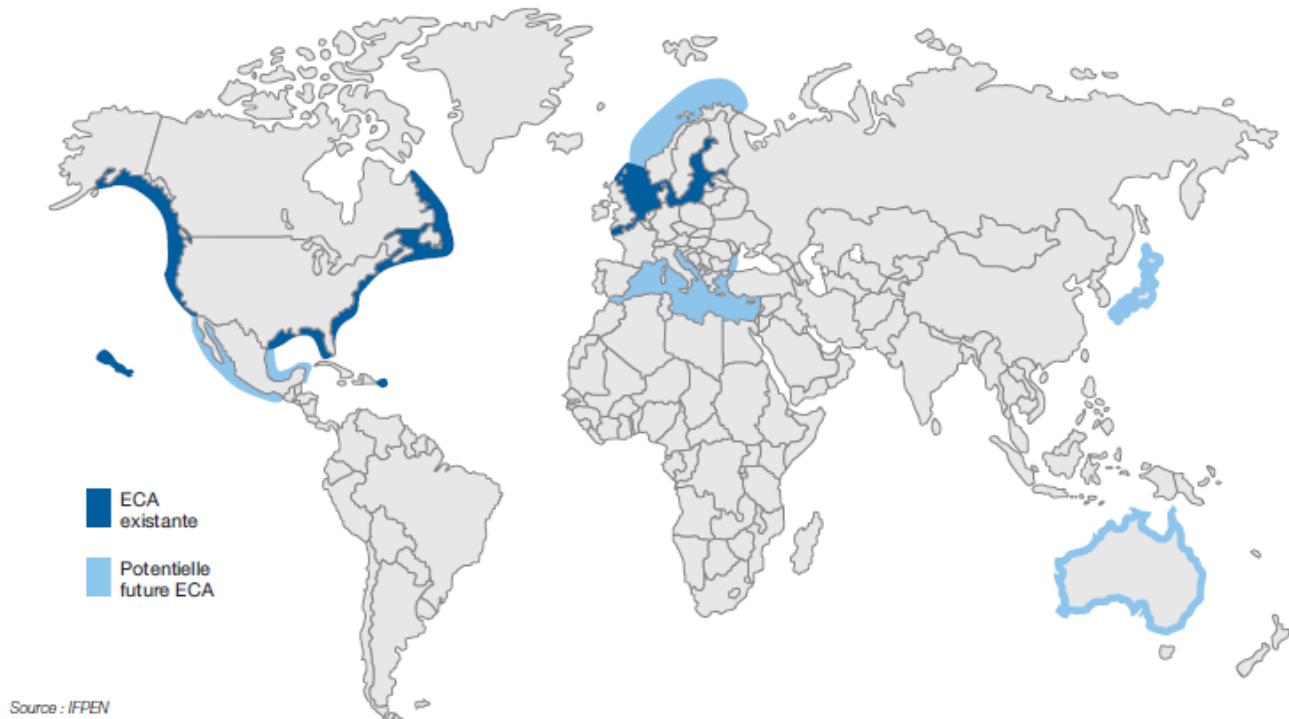 ECA
existante
Potentielle
future ECA
Source : IFPEN